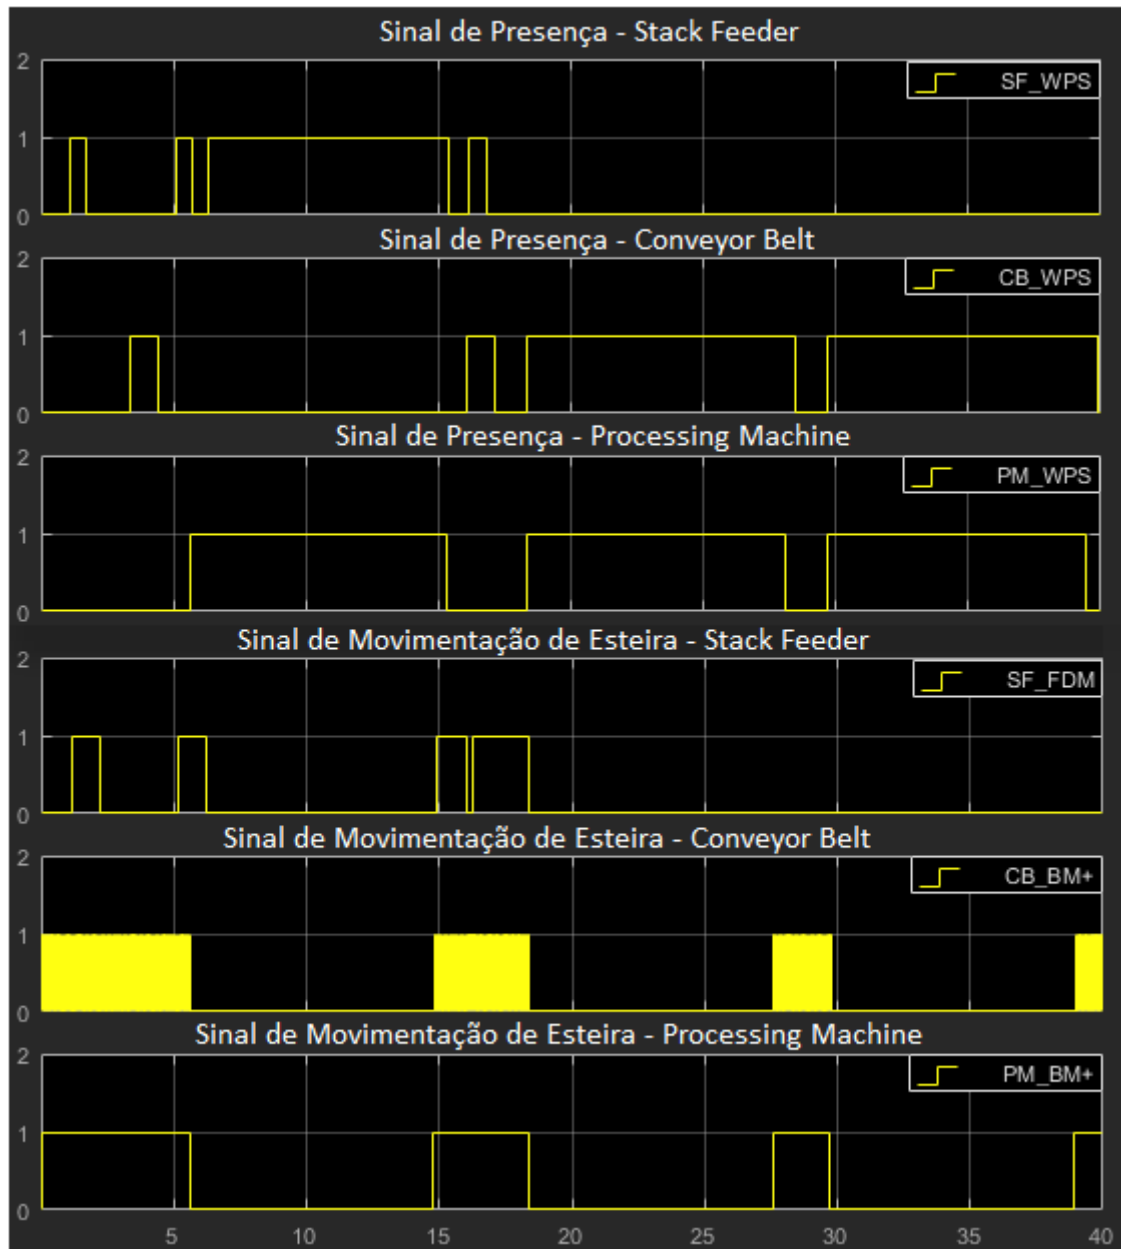 Sinal de Presença - Stack Feeder
2
SF_WPS
1
0
Sinal de Presença - Conveyor Belt
2
CB_WPS
1
0
Sinal de Presença - Processing Machine
2
PM_WPS
1
0
Sinal de Movimentação de Esteira - Stack Feeder
2
SF_FDM
1
0
Sinal de Movimentação de Esteira - Conveyor Belt
2
CB_BM+
1
0
Sinal de Movimentação de Esteira - Processing Machine
2
PM_BM+
1
0
5 10 15 20 25 30 35 40